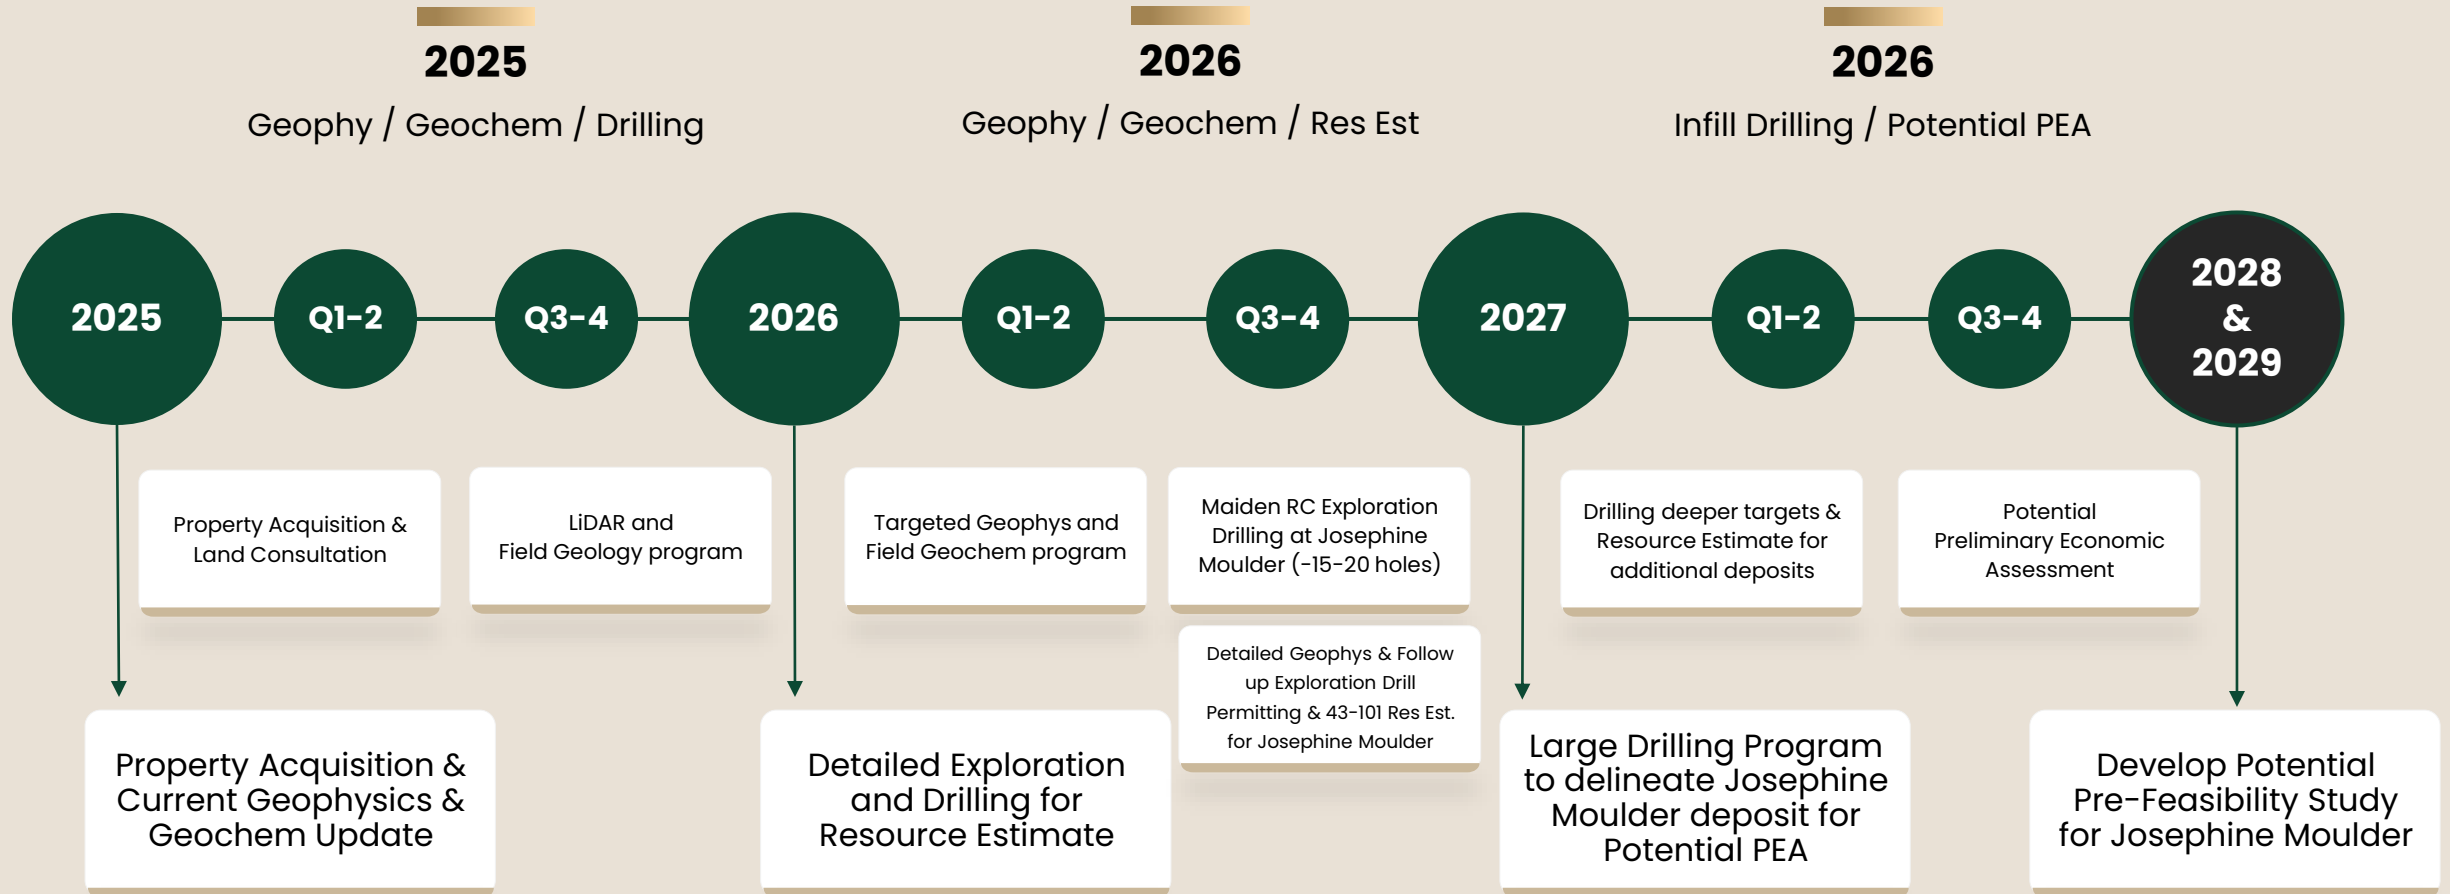 2025
Geophy / Geochem / Drilling
2026
Geophy / Geochem / Res Est
2026
Infill Drilling / Potential PEA
2025
Q1-2
Q3-4
2026
Q1-2
Q3-4
2027
Q1-2
Q3-4
2028
&
2029
Property Acquisition &
Land Consultation
LiDAR and
Field Geology program
Targeted Geophys and
Field Geochem program
Maiden RC Exploration
Drilling at Josephine
Moulder (-15-20 holes)
Detailed Geophys & Follow
up Exploration Drill
Permitting & 43-101 Res Est.
for Josephine Moulder
Drilling deeper targets &
Resource Estimate for
additional deposits
Potential
Preliminary Economic
Assessment
Property Acquisition &
Current Geophysics &
Geochem Update
Detailed Exploration
and Drilling for
Resource Estimate
Large Drilling Program
to delineate Josephine
Moulder deposit for
Potential PEA
Develop Potential
Pre-Feasibility Study
for Josephine Moulder